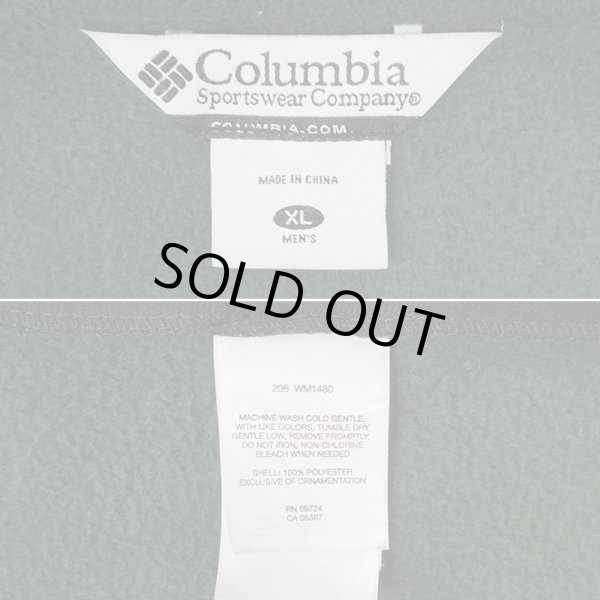 Columbia
Sportswear Company®
COLUMBIA.COM
MADE IN CHINA
XL
MEN'S
SOLD OUT
206 WM1480
MACHINE WASH COLD GENTLE,
WITH LIKE COLORS, TUMBLE DRY
GENTLE LOW, REMOVE PROMPTLY.
DO NOT IRON, NON-CHLORINE
BLEACH WHEN NEEDED
SHELL: 100% POLYESTER
EXCLUSIVE OF ORNAMENTATION
RN 69724
CA 05367